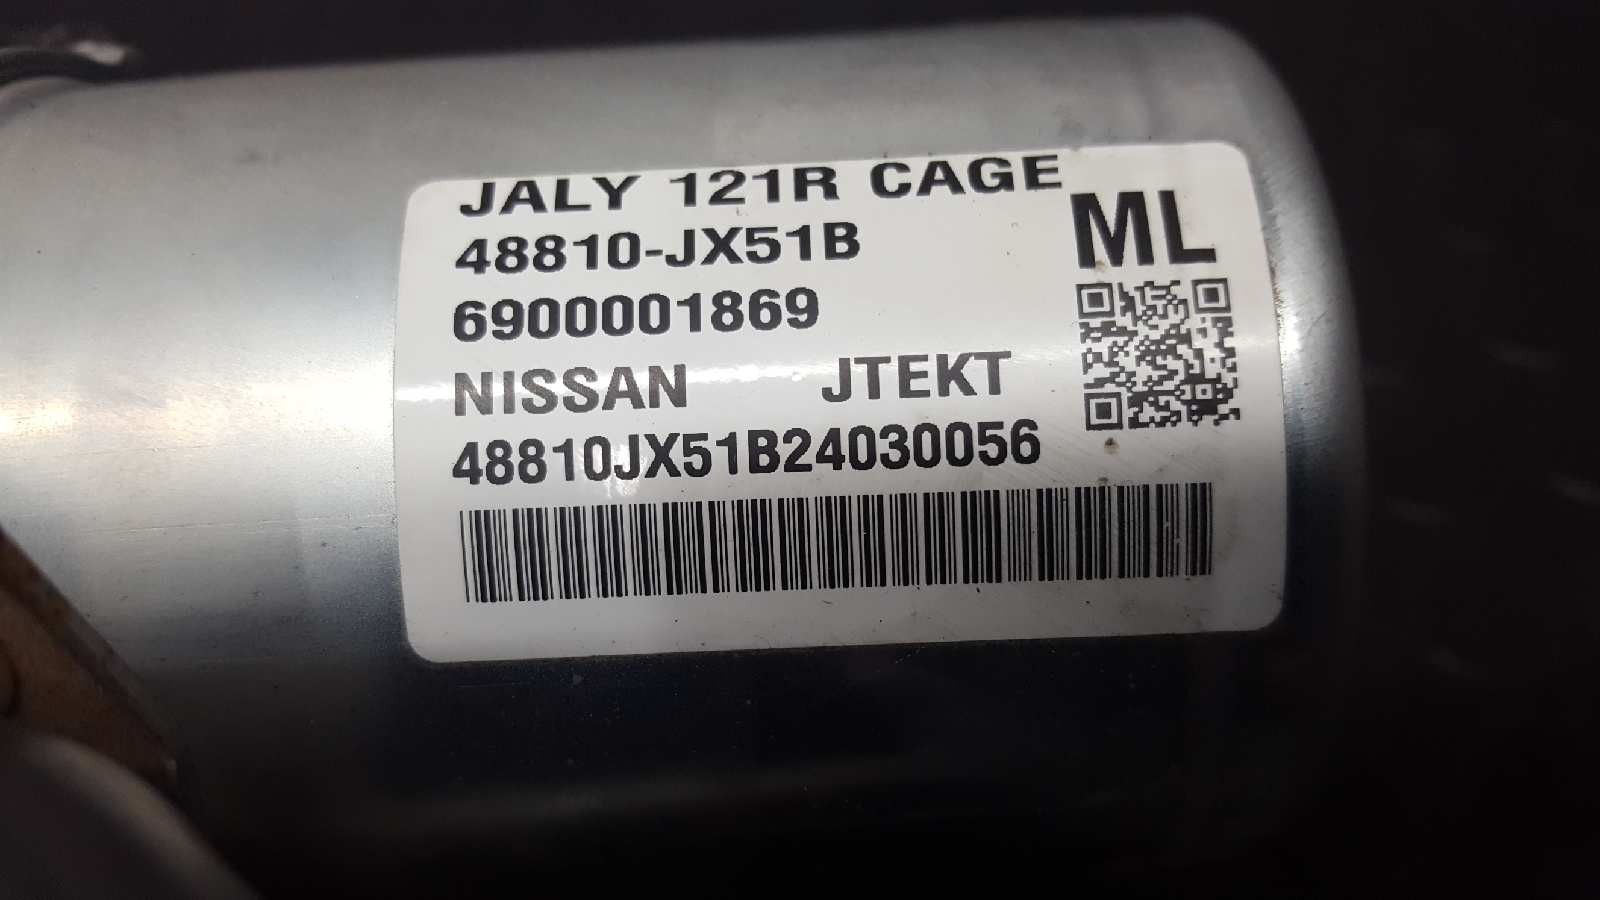 JALY 121R CAGE
ML
48810-JX51B
6900001869
NISSAN JTEKT
48810JX51B24030056